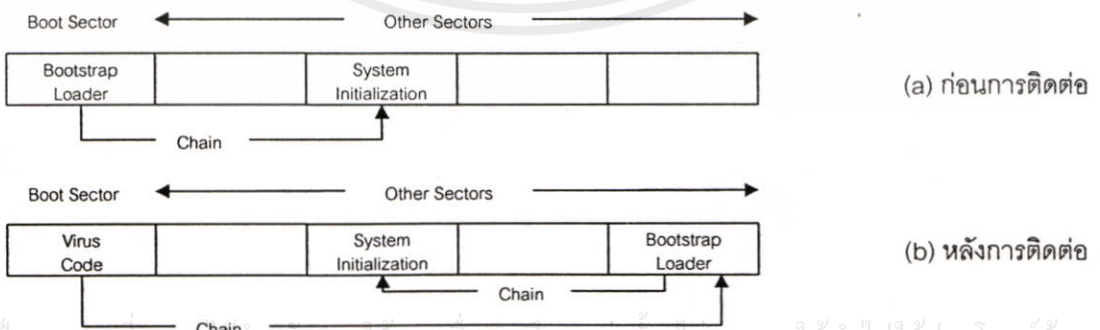 Boot Sector Other Sectors
Bootstrap Loader
System Initialization
(a) ก่อนการติดต่อ
Chain
Boot Sector Other Sectors
Virus Code
System Initialization
Bootstrap Loader
(b) หลังการติดต่อ
Chain
Chain